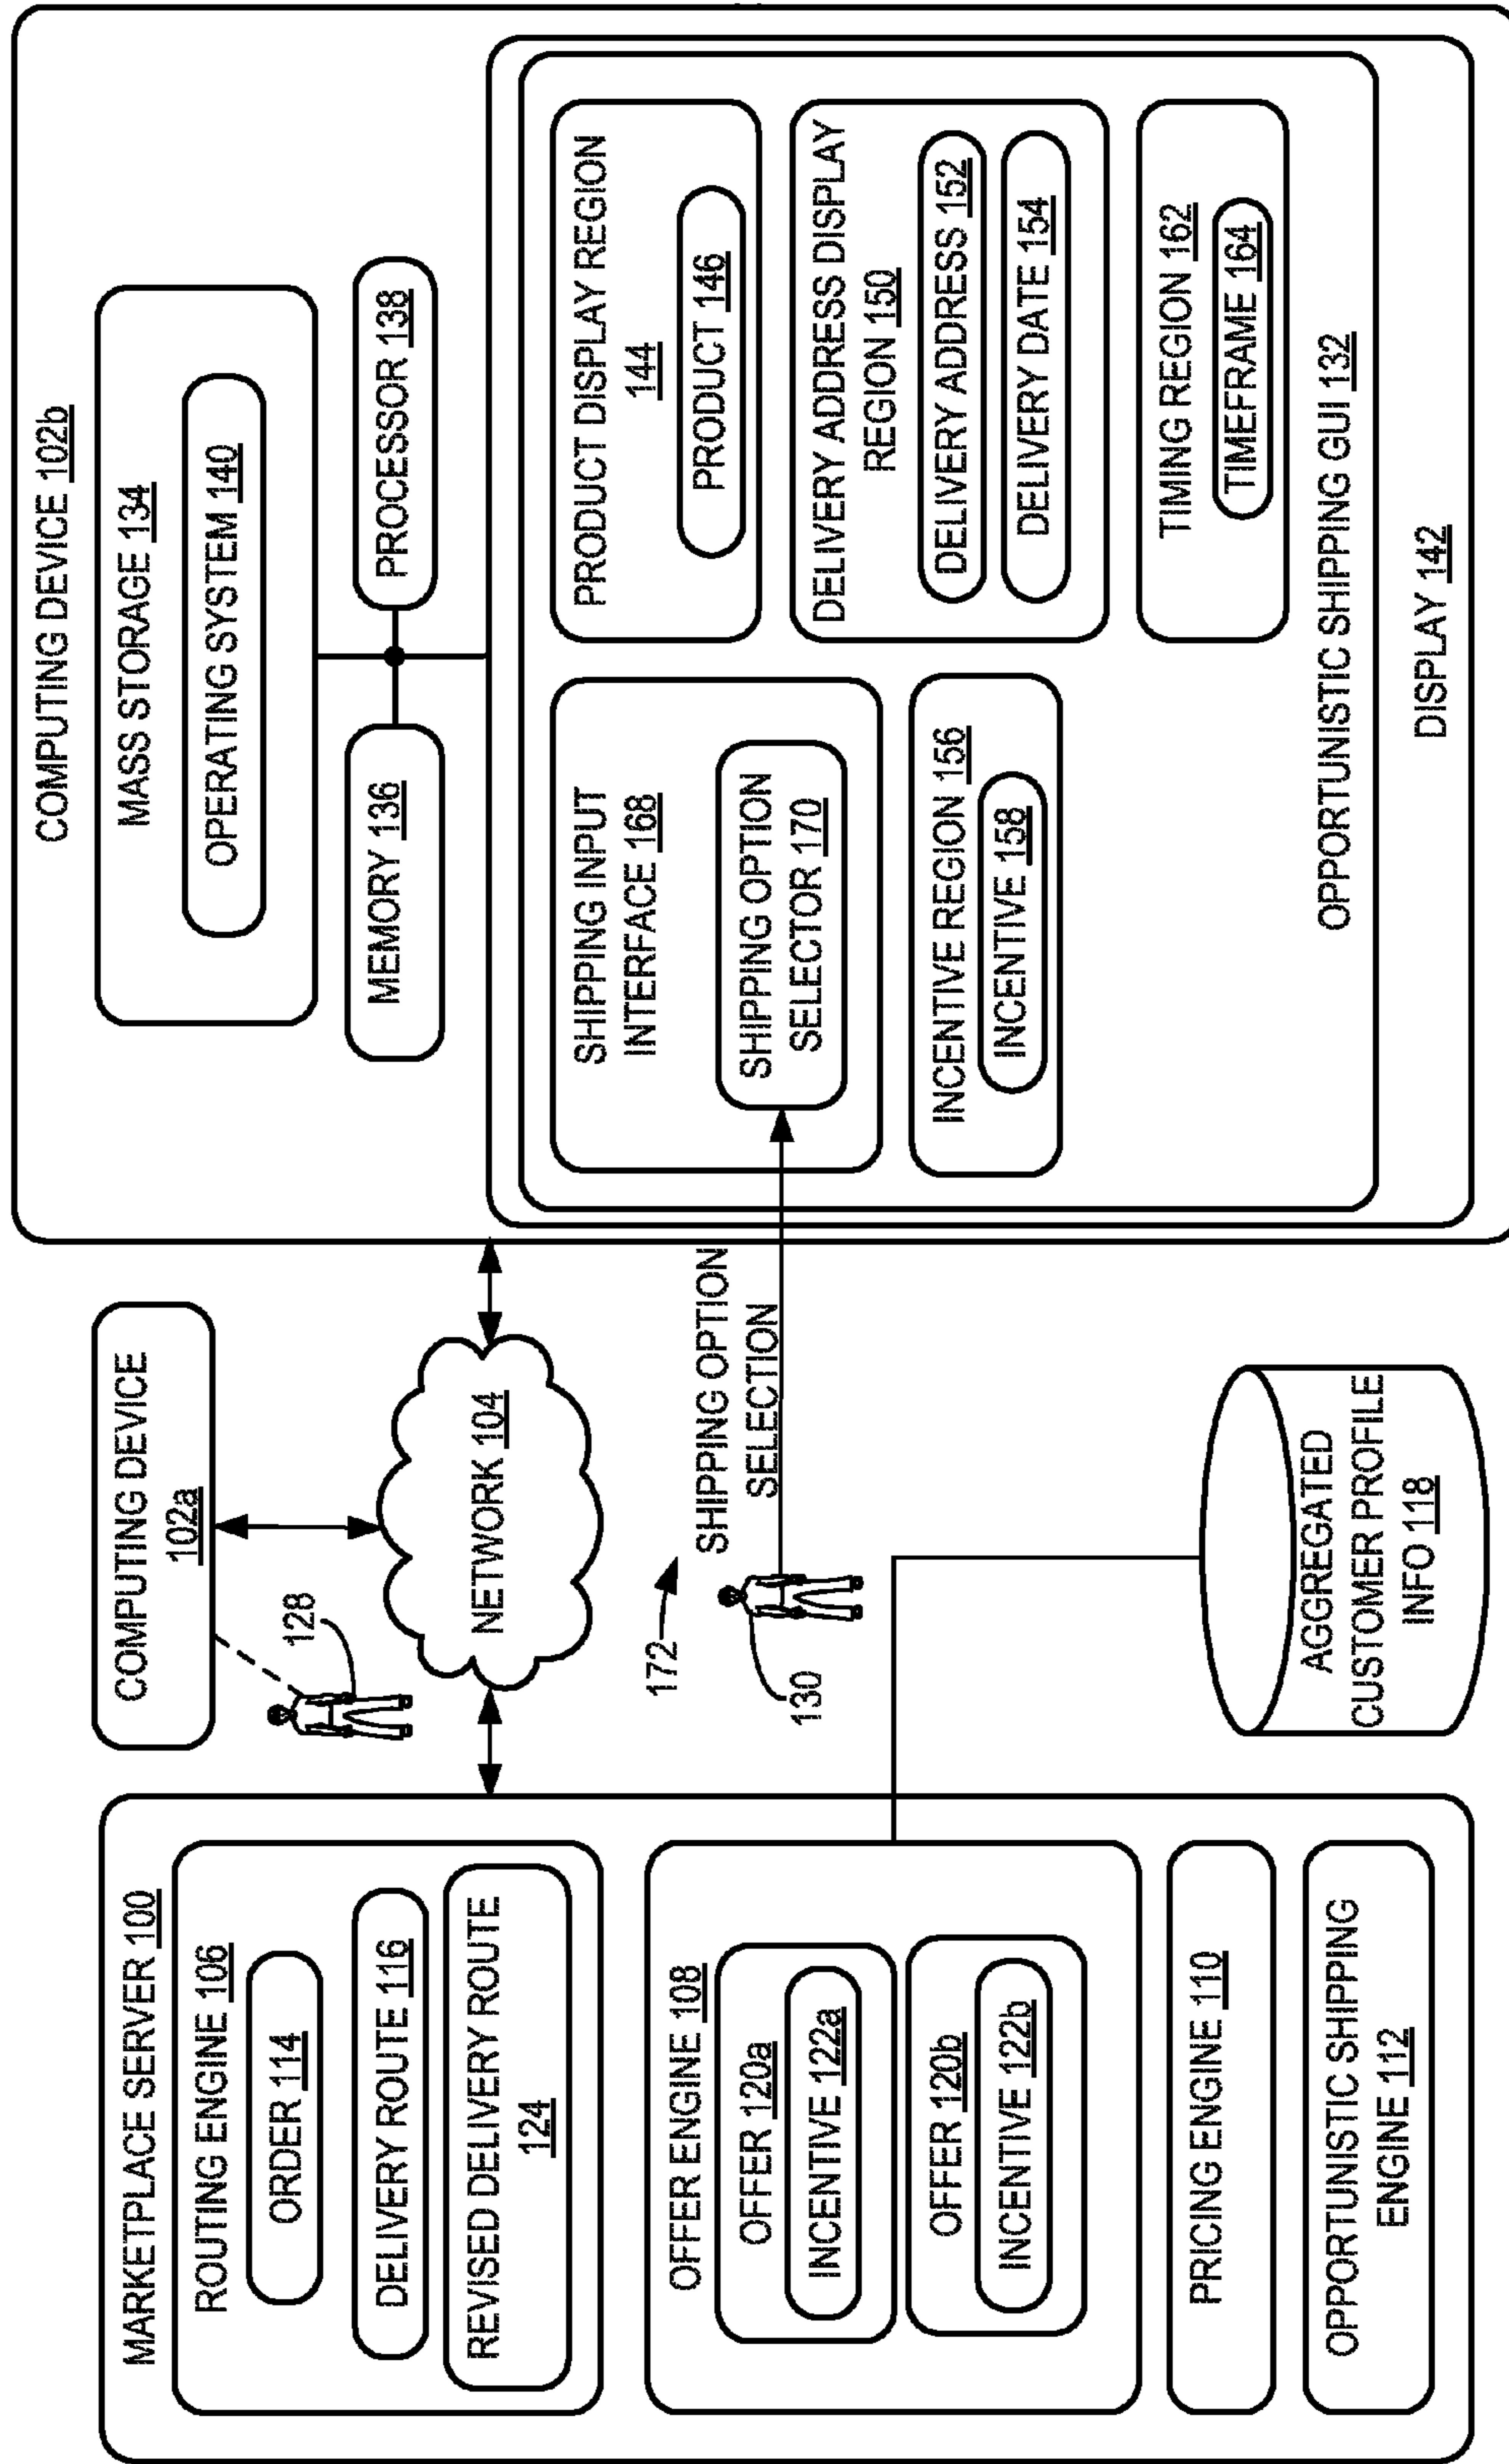 MARKETPLACE SERVER 100
ROUTING ENGINE 106
ORDER 114
DELIVERY ROUTE 116
REVISED DELIVERY ROUTE
124
OFFER ENGINE 108
OFFER 120a
INCENTIVE 122a
OFFER 120b
INCENTIVE 122b
PRICING ENGINE 110
OPPORTUNISTIC SHIPPING
ENGINE 112
COMPUTING DEVICE
102a
128
NETWORK 104
172
SHIPPING OPTION
SELECTION
130
AGGREGATED
CUSTOMER PROFILE
INFO 118
COMPUTING DEVICE 102b
MASS STORAGE 134
OPERATING SYSTEM 140
MEMORY 136
PROCESSOR 138
SHIPPING INPUT
INTERFACE 168
SHIPPING OPTION
SELECTOR 170
INCENTIVE REGION 156
INCENTIVE 158
PRODUCT DISPLAY REGION
144
PRODUCT 146
DELIVERY ADDRESS DISPLAY
REGION 150
DELIVERY ADDRESS 152
DELIVERY DATE 154
TIMING REGION 162
TIMEFRAME 164
OPPORTUNISTIC SHIPPING GUI 132
DISPLAY 142